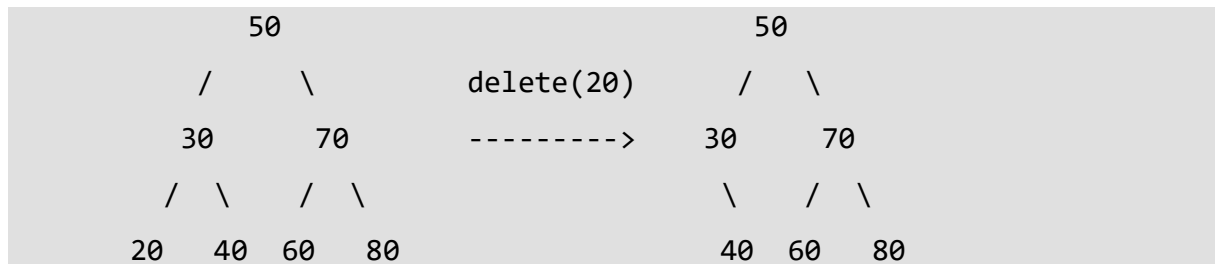 50 50
/ \ delete(20) / \
30 70 ---------> 30 70
/ \ / \ \ / \
20 40 60 80 40 60 80